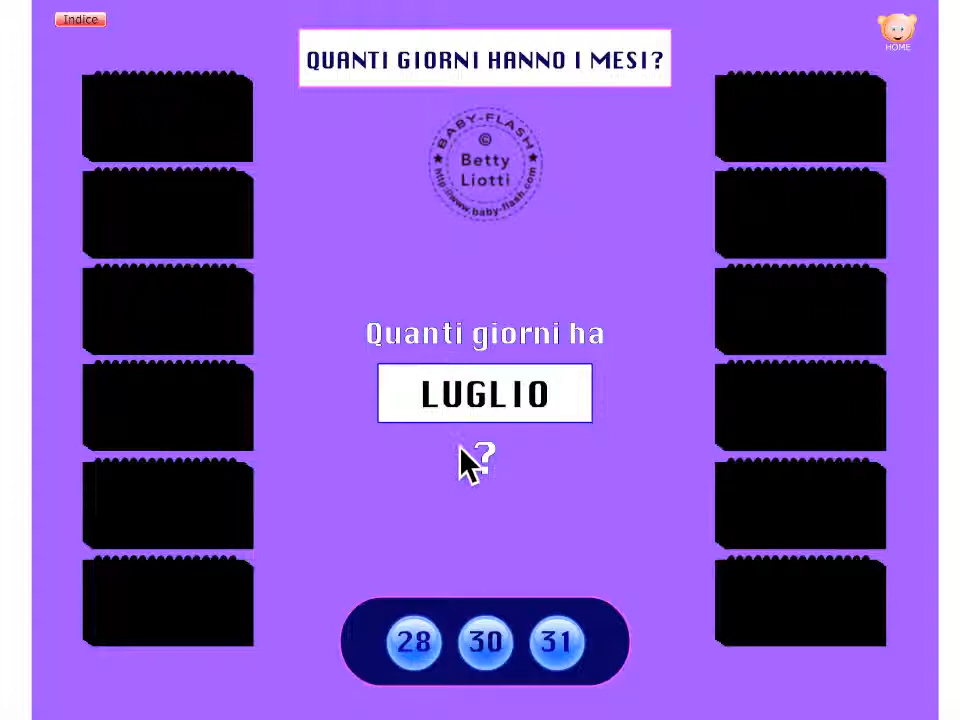 Indice
HOME
QUANTI GIORNI HANNO I MESI?
BABY-FLASH
©
Betty
Liotti
http://www.baby-flash.com
Quanti giorni ha
LUGLIO
?
28 30 31